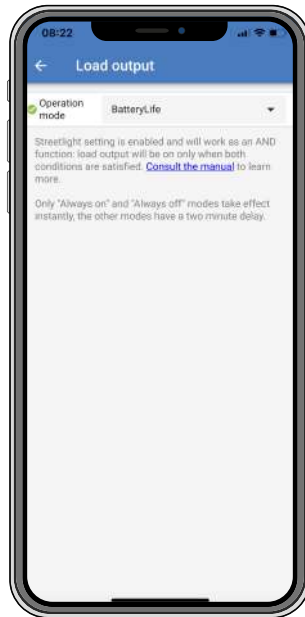 08:22
Load output
Operation
mode
BatteryLife
Streetlight setting is enabled and will work as an AND
function: load output will be on only when both
conditions are satisfied. Consult the manual to learn
more.
Only "Always on" and "Always off" modes take effect
instantly, the other modes have a two minute delay.